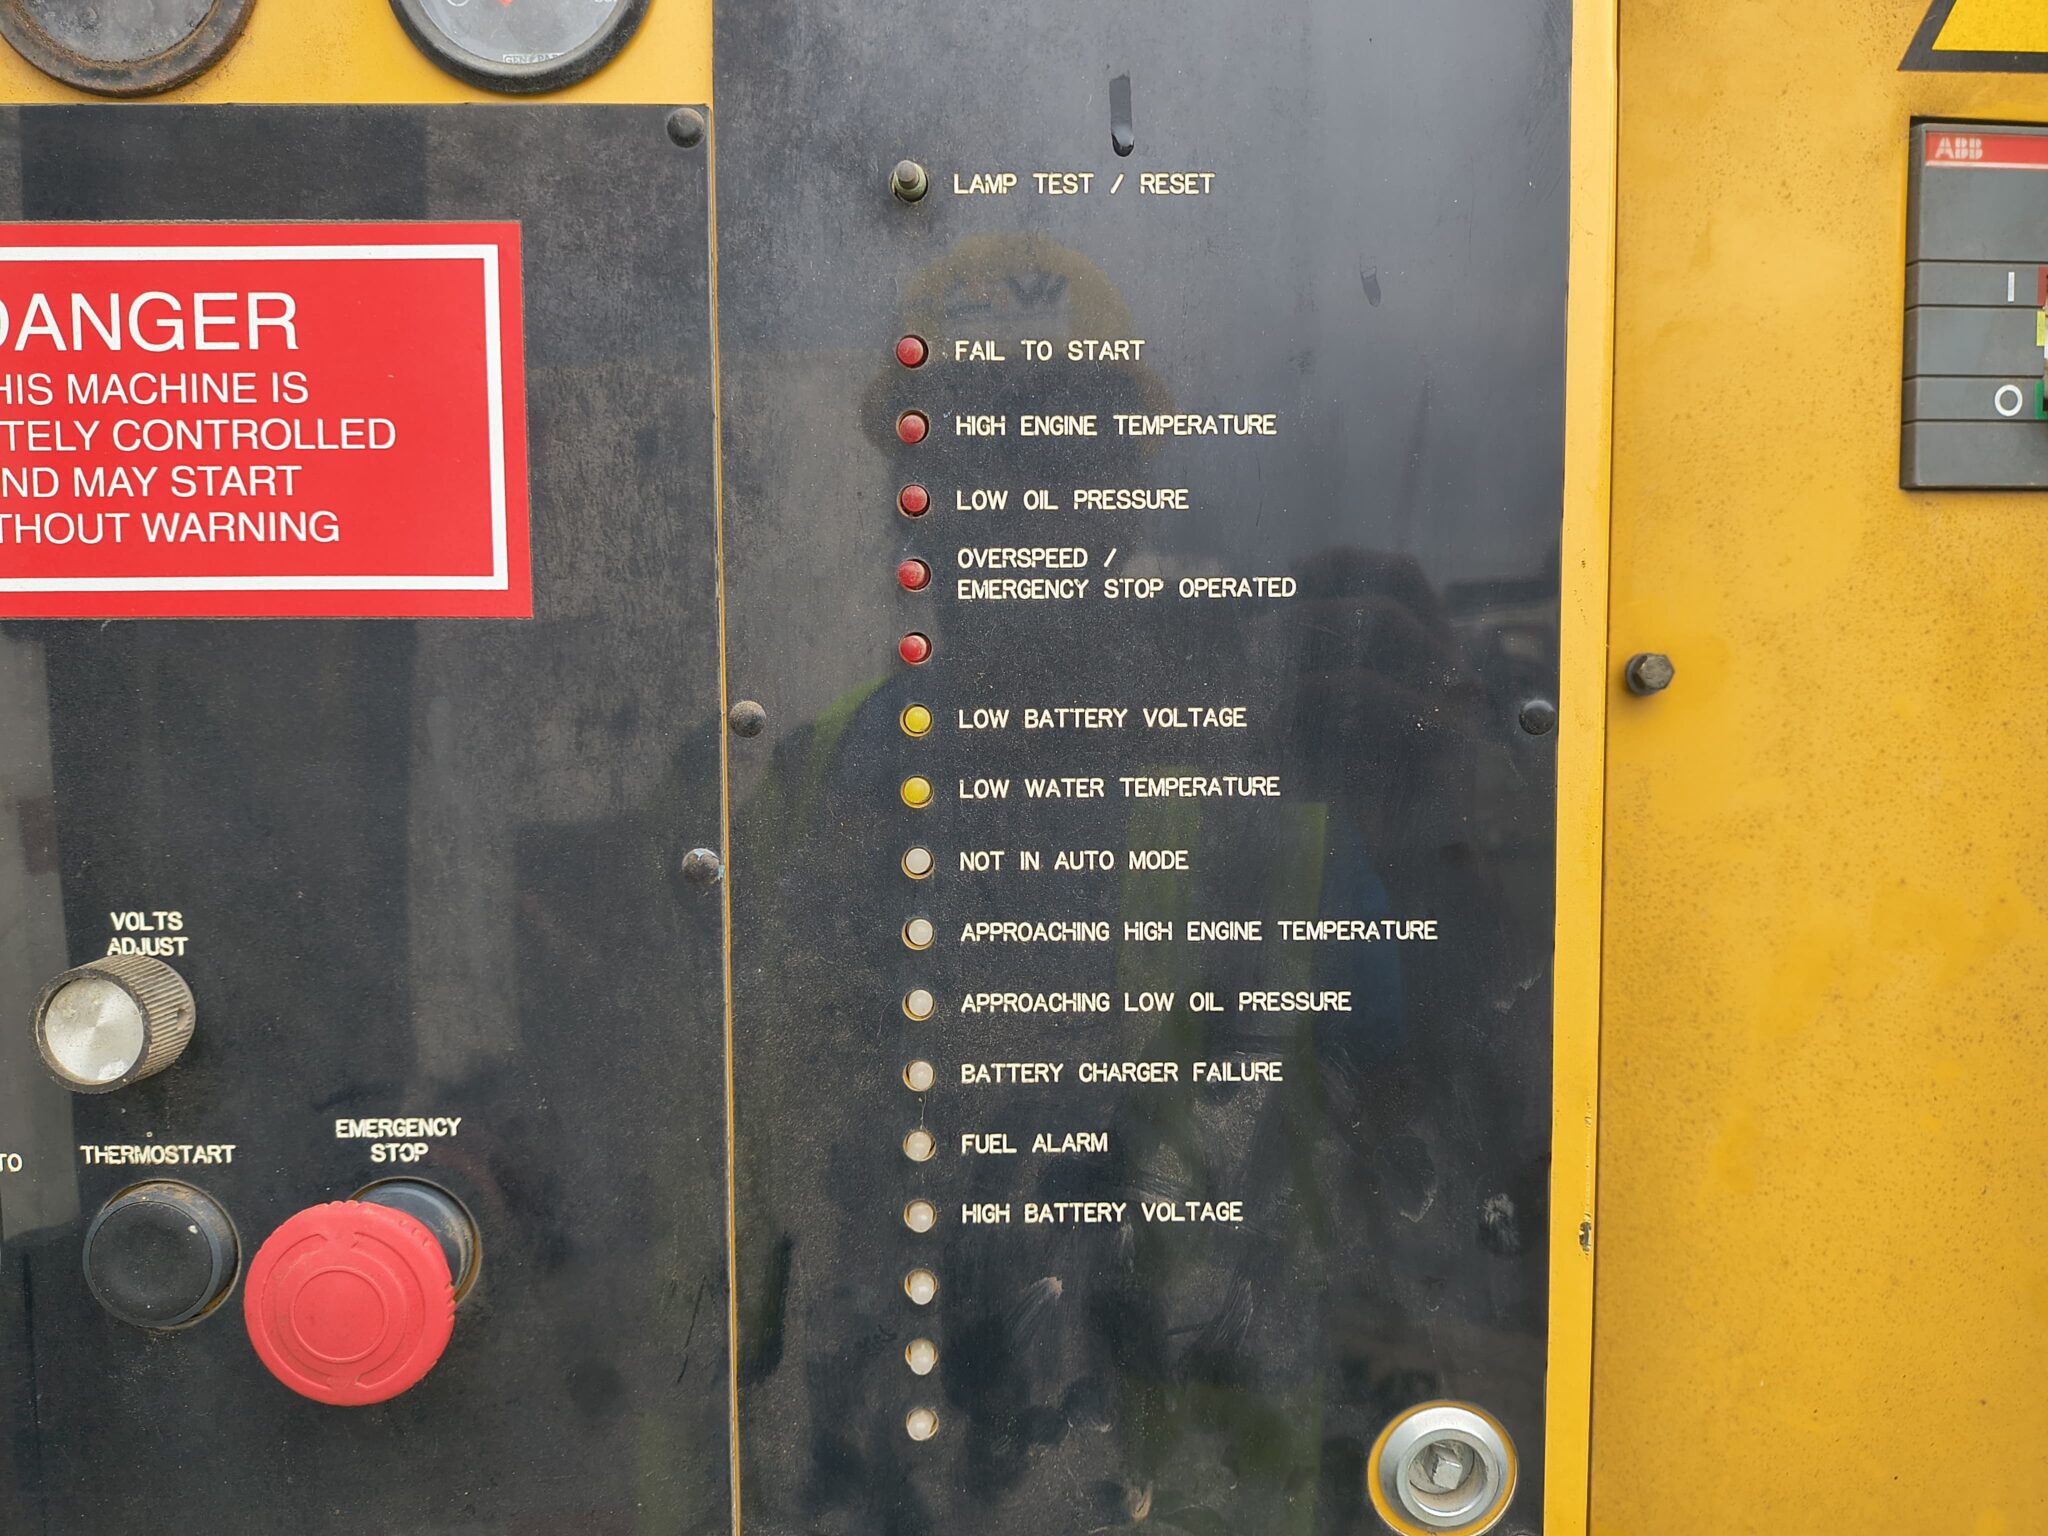 DANGER
THIS MACHINE IS
TELY CONTROLLED
ND MAY START
THOUT WARNING
VOLTS
ADJUST
TO
THERMOSTART
EMERGENCY
STOP
LAMP TEST / RESET
FAIL TO START
HIGH ENGINE TEMPERATURE
LOW OIL PRESSURE
OVERSPEED /
EMERGENCY STOP OPERATED
LOW BATTERY VOLTAGE
LOW WATER TEMPERATURE
NOT IN AUTO MODE
APPROACHING HIGH ENGINE TEMPERATURE
APPROACHING LOW OIL PRESSURE
BATTERY CHARGER FAILURE
FUEL ALARM
HIGH BATTERY VOLTAGE
ABB
I
O